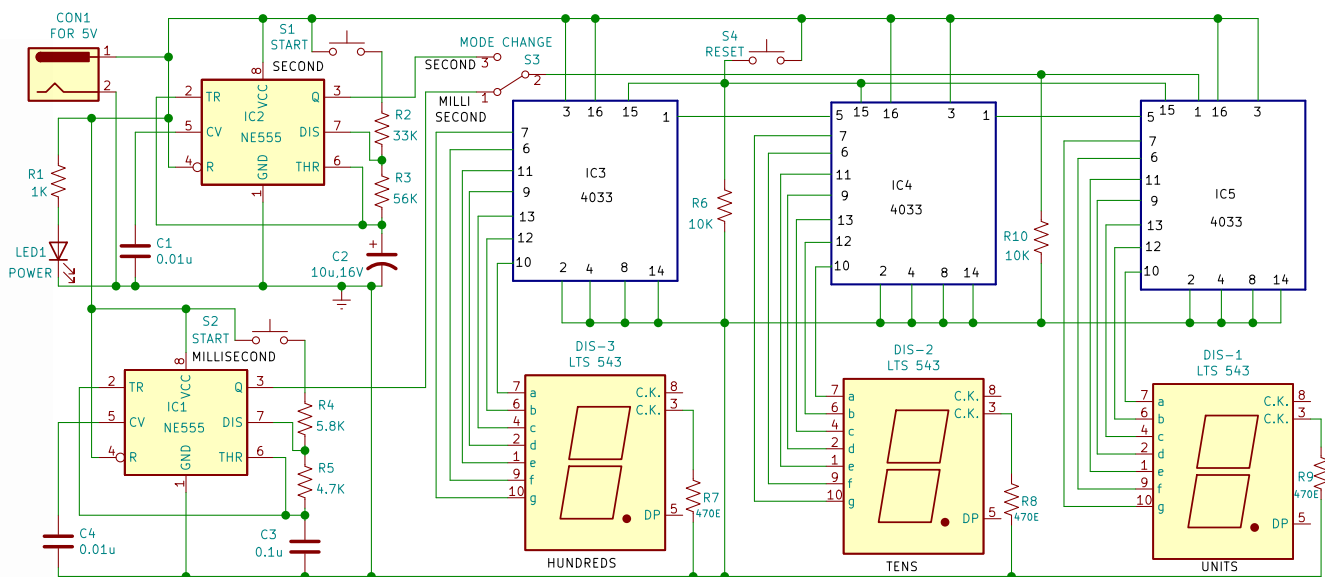 CON1
FOR 5V
1
2
S1
START
SECOND
8
VCC
2
TR
Q
3
IC2
5
CV
DIS
7
NE555
4
R
THR
6
GND
1
R2
33K
R3
56K
R1
1K
LED1
POWER
C1
0.01u
+
C2
10u,16V
MODE CHANGE
SECOND
3
S3
2
MILLI
SECOND
1
S4
RESET
R6
10K
R10
10K
3
16
15
1
7
6
11
9
13
12
10
IC3
4033
2
4
8
14
5
15
16
3
1
7
6
11
9
13
12
10
IC4
4033
2
4
8
14
5
15
1
16
3
7
6
11
9
13
12
10
IC5
4033
2
4
8
14
S2
START
MILLISECOND
8
VCC
2
TR
Q
3
IC1
5
CV
DIS
7
NE555
4
R
THR
6
GND
1
R4
5.8K
R5
4.7K
C4
0.01u
C3
0.1u
DIS-3
LTS 543
7
a
C.K.
8
6
b
C.K.
3
4
c
2
d
1
e
9
f
10
g
DP
5
R7
470E
HUNDREDS
DIS-2
LTS 543
7
a
C.K.
8
6
b
C.K.
3
4
c
2
d
1
e
9
f
10
g
DP
5
R8
470E
TENS
DIS-1
LTS 543
7
a
C.K.
8
6
b
C.K.
3
4
c
2
d
1
e
9
f
10
g
DP
5
R9
470E
UNITS